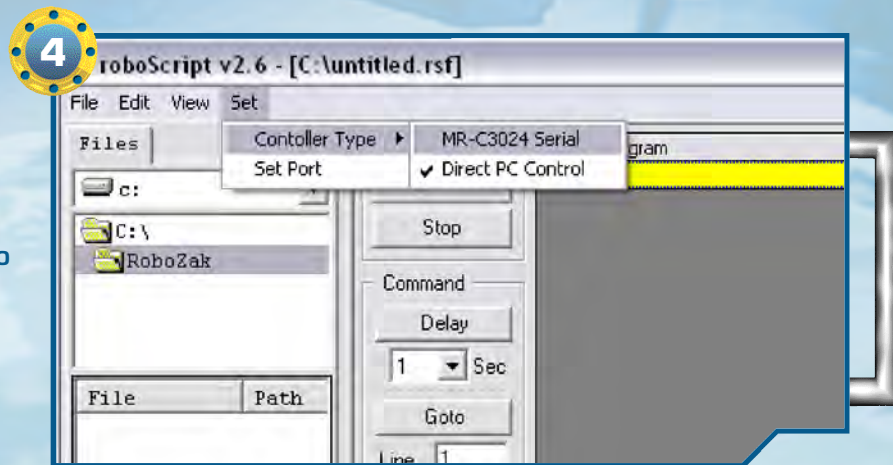 4
roboScript v2.6 - [C:\untitled.rsf]
File Edit View Set
Files
Contoller Type
MR-C3024 Serial
gram
Set Port
Direct PC Control
c:
C:\
RoboZak
Stop
Command
Delay
1 Sec
File Path
Goto
Line 1